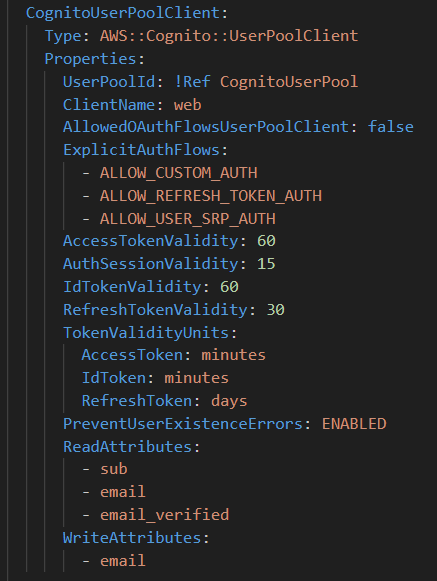 CognitoUserPoolClient:
  Type: AWS::Cognito::UserPoolClient
  Properties:
    UserPoolId: !Ref CognitoUserPool
    ClientName: web
    AllowedOAuthFlowsUserPoolClient: false
    ExplicitAuthFlows:
      - ALLOW_CUSTOM_AUTH
      - ALLOW_REFRESH_TOKEN_AUTH
      - ALLOW_USER_SRP_AUTH
    AccessTokenValidity: 60
    AuthSessionValidity: 15
    IdTokenValidity: 60
    RefreshTokenValidity: 30
    TokenValidityUnits:
      AccessToken: minutes
      IdToken: minutes
      RefreshToken: days
    PreventUserExistenceErrors: ENABLED
    ReadAttributes:
      - sub
      - email
      - email_verified
    WriteAttributes:
      - email